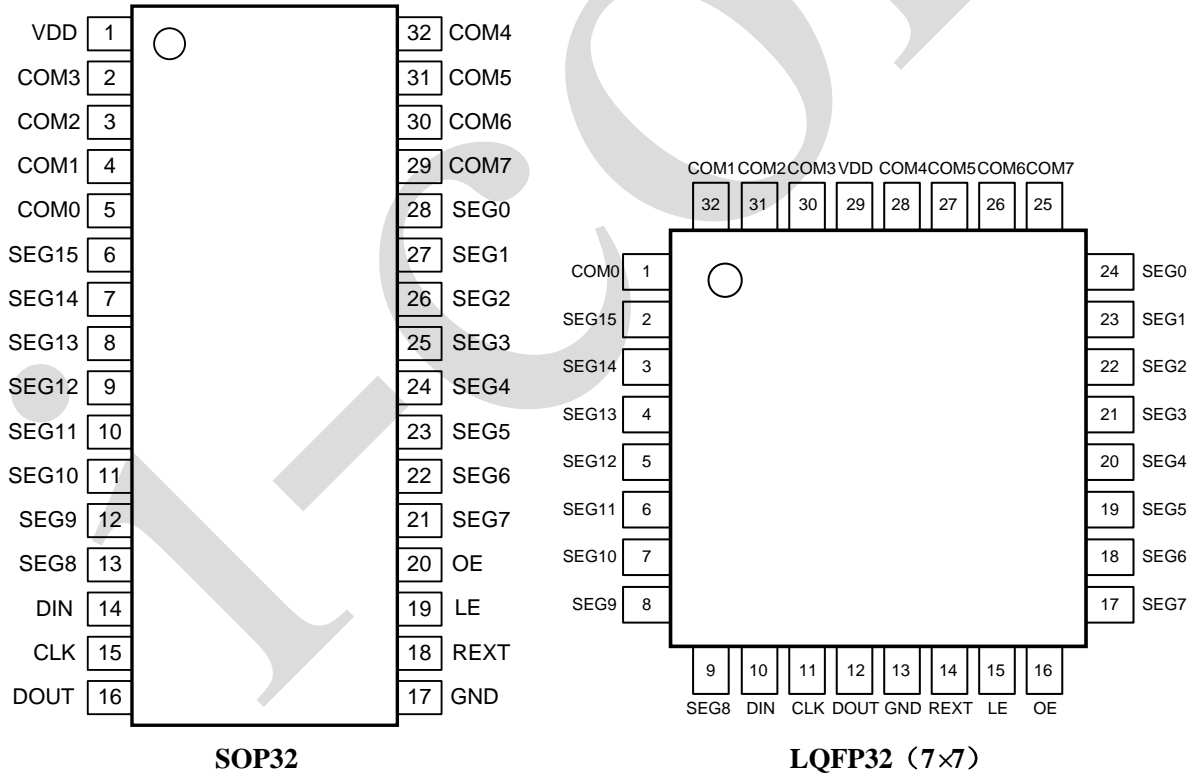 VDD 1 32 COM4
COM3 2 31 COM5
COM2 3 30 COM6
COM1 4 29 COM7
COM0 5 28 SEG0
SEG15 6 27 SEG1
SEG14 7 26 SEG2
SEG13 8 25 SEG3
SEG12 9 24 SEG4
SEG11 10 23 SEG5
SEG10 11 22 SEG6
SEG9 12 21 SEG7
SEG8 13 20 OE
DIN 14 19 LE
CLK 15 18 REXT
DOUT 16 17 GND
SOP32
COM1 COM2 COM3 VDD COM4 COM5 COM6 COM7
32 31 30 29 28 27 26 25
COM0 1 24 SEG0
SEG15 2 23 SEG1
SEG14 3 22 SEG2
SEG13 4 21 SEG3
SEG12 5 20 SEG4
SEG11 6 19 SEG5
SEG10 7 18 SEG6
SEG9 8 17 SEG7
9 10 11 12 13 14 15 16
SEG8 DIN CLK DOUT GND REXT LE OE
LQFP32（7×7）